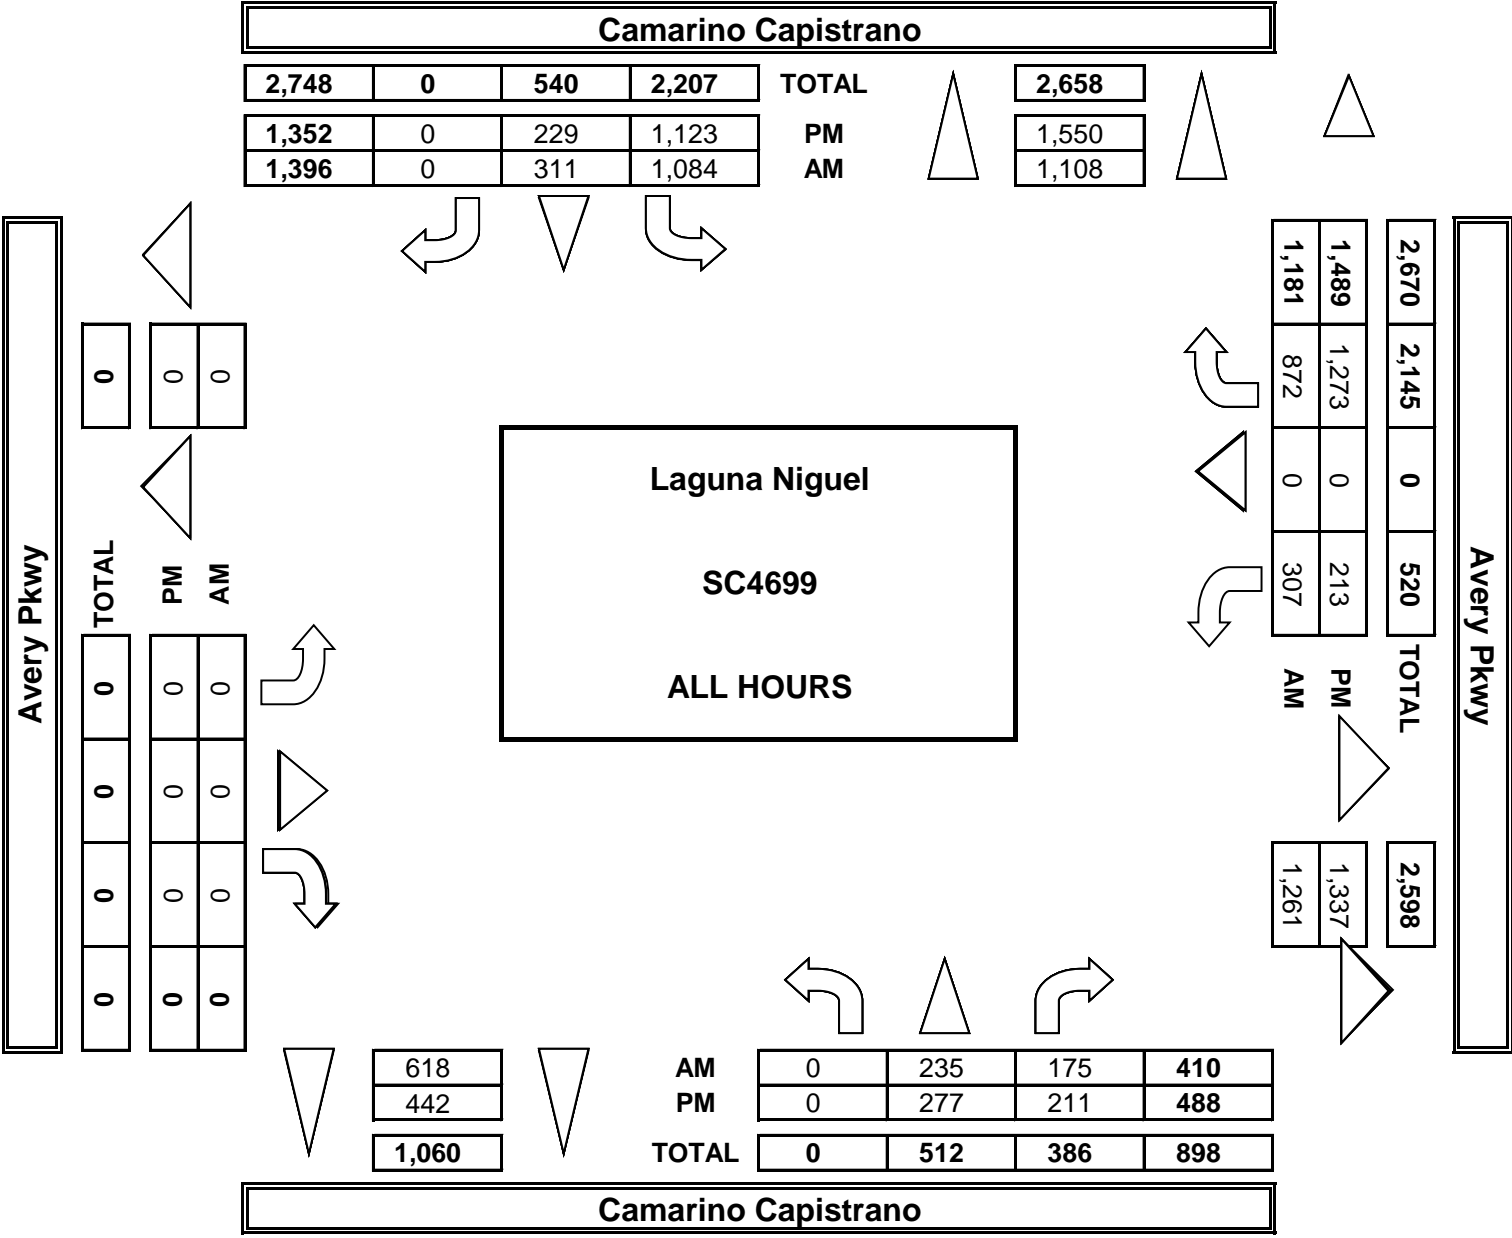 Camarino Capistrano
2,748 0 540 2,207 TOTAL 2,658
1,352 0 229 1,123 PM 1,550
1,396 0 311 1,084 AM 1,108
Avery Pkwy
TOTAL 0 0 0 0 0
PM 0 0 0 0 0
AM 0 0 0 0 0
Laguna Niguel
SC4699
ALL HOURS
2,670 2,145 0 520 TOTAL 2,598
1,489 1,273 0 213 PM 1,337
1,181 872 0 307 AM 1,261
Avery Pkwy
618 AM 0 235 175 410
442 PM 0 277 211 488
1,060 TOTAL 0 512 386 898
Camarino Capistrano